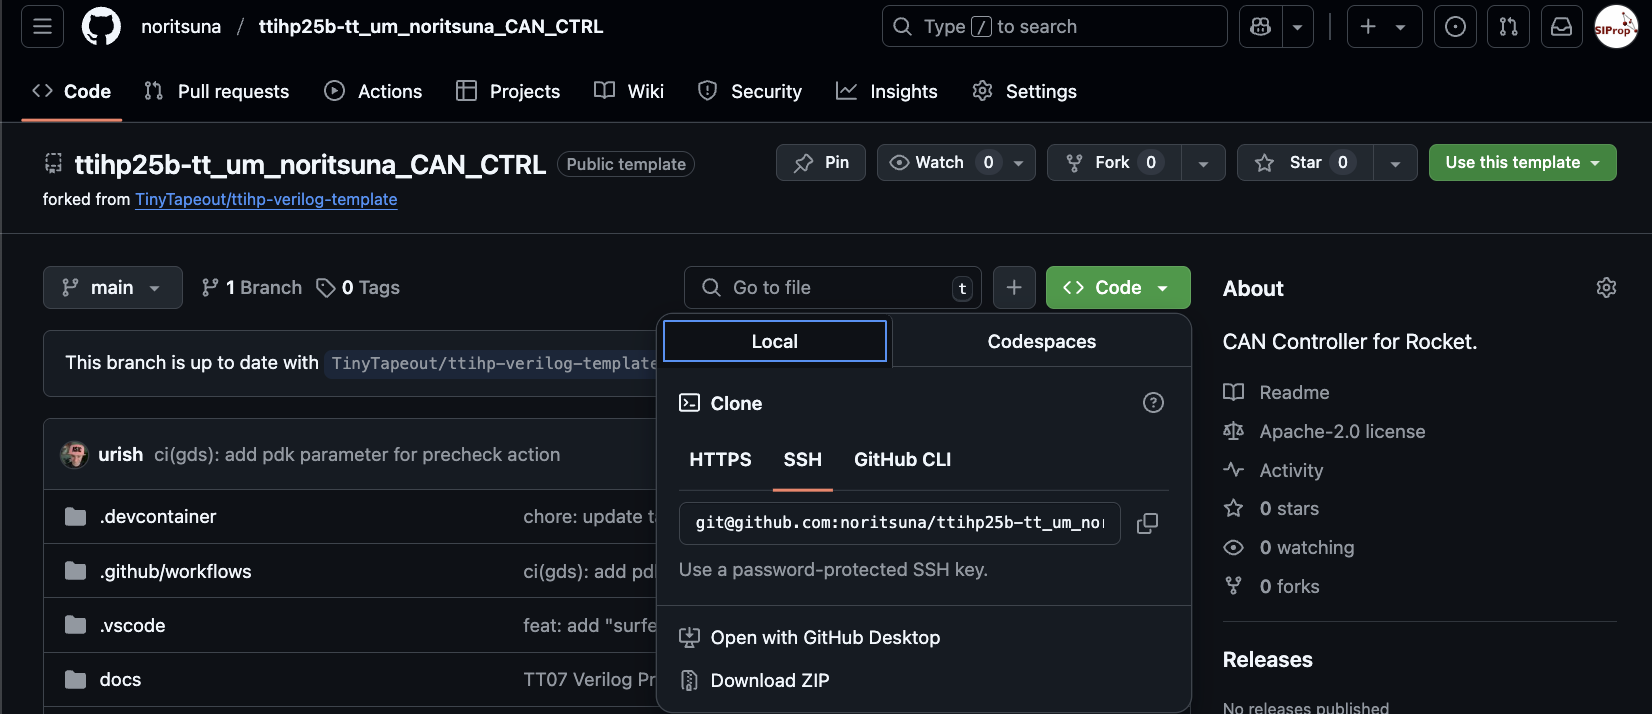 noritsuna / ttihp25b-tt_um_noritsuna_CAN_CTRL
Type / to search
SIProp
Code
Pull requests
Actions
Projects
Wiki
Security
Insights
Settings
ttihp25b-tt_um_noritsuna_CAN_CTRL
Public template
Pin
Watch 0
Fork 0
Star 0
Use this template
forked from TinyTapeout/ttihp-verilog-template
main
1 Branch
0 Tags
Go to file
t
Code
This branch is up to date with TinyTapeout/ttihp-verilog-template
urish ci(gds): add pdk parameter for precheck action
.devcontainer chore: update
.github/workflows ci(gds): add
.vscode feat: add "surfe
docs TT07 Verilog Pr
Local
Codespaces
Clone
HTTPS
SSH
GitHub CLI
git@github.com:noritsuna/ttihp25b-tt_um_nor
Use a password-protected SSH key.
Open with GitHub Desktop
Download ZIP
About
CAN Controller for Rocket.
Readme
Apache-2.0 license
Activity
0 stars
0 watching
0 forks
Releases
No releases published